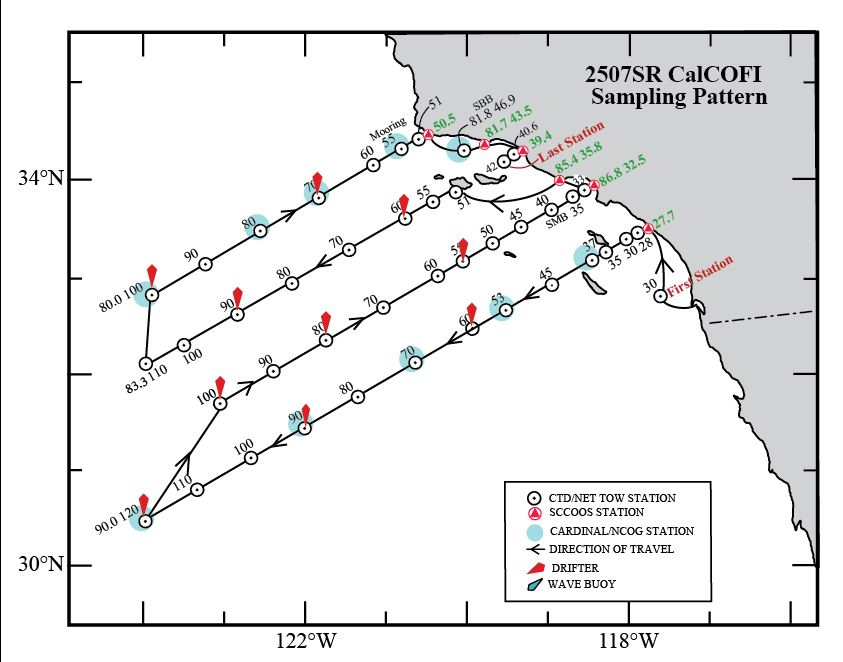 2507SR CalCOFI
Sampling Pattern
51
50.5
SBB
81.8 46.9
81.7 43.5
40.6
39.4
Last Station
42
85.4 35.8
86.8 32.5
Mooring
55
60
70
80
90
80.0 100
34°N
33
35
SMB
40
45
50
55
60
70
80
90
100
51
55
60
70
80
90
100
83.3 110
27.7
28
30
35
37
First Station
30
45
53
60
70
80
90
100
110
90.0 120
30°N
CTD/NET TOW STATION
SCCOOS STATION
CARDINAL/NCOG STATION
DIRECTION OF TRAVEL
DRIFTER
WAVE BUOY
122°W
118°W